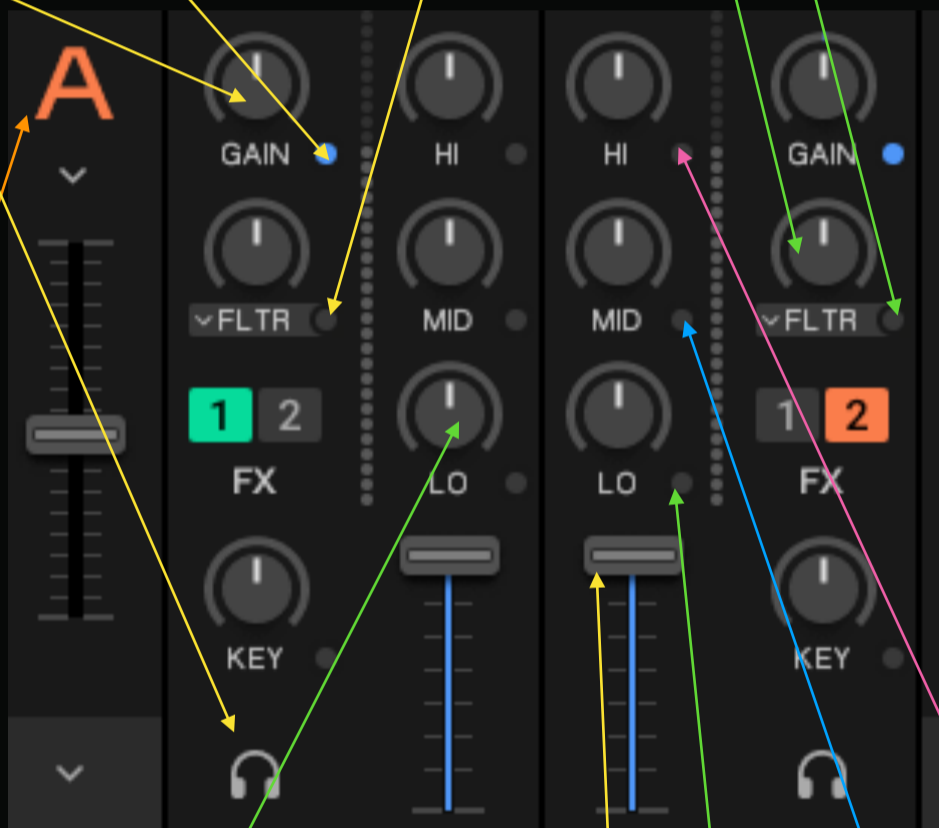 A
GAIN HI HI GAIN
FLTR MID MID FLTR
1 2 1 2
FX LO LO FX
KEY KEY